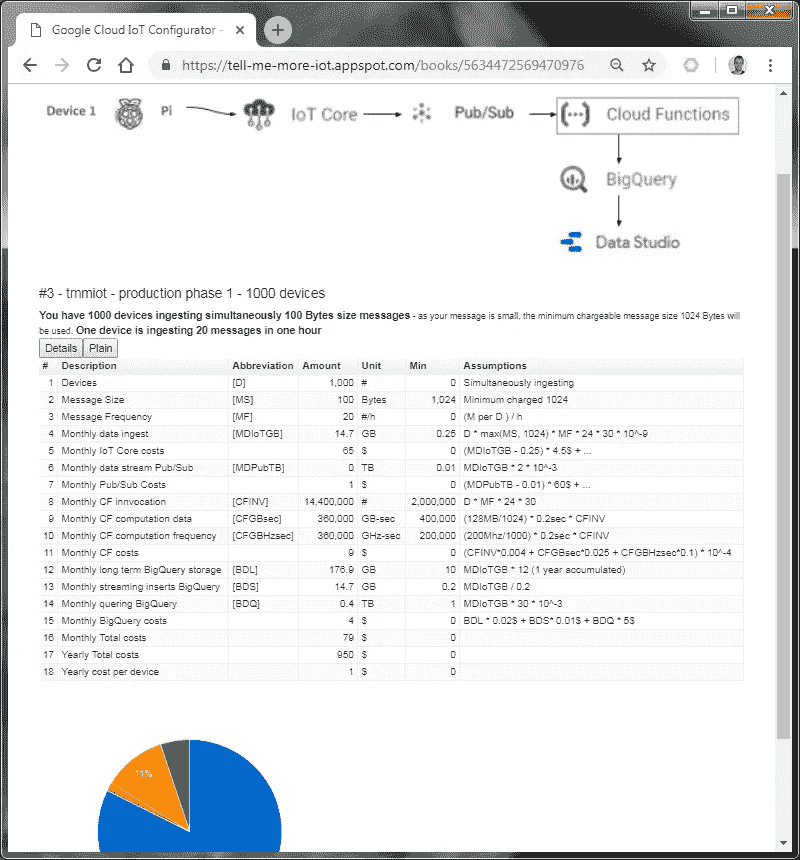 Google Cloud IoT Configurator -
https://tell-me-more-iot.appspot.com/books/5634472569470976
Device 1 Pi IoT Core Pub/Sub Cloud Functions
BigQuery
Data Studio
#3 - tmmiot - production phase 1 - 1000 devices
You have 1000 devices ingesting simultaneously 100 Bytes size messages - as your message is small, the minimum chargeable message size 1024 Bytes will
be used. One device is ingesting 20 messages in one hour
Details Plain
# Description Abbreviation Amount Unit Min Assumptions
1 Devices [D] 1,000 # 0 Simultaneously ingesting
2 Message Size [MS] 100 Bytes 1,024 Minimum charged 1024
3 Message Frequency [MF] 20 #/h 0 (M per D ) / h
4 Monthly data ingest [MDIoTGB] 14.7 GB 0.25 D * max(MS, 1024) * MF * 24 * 30 * 10^-9
5 Monthly IoT Core costs 65 $ 0 (MDIoTGB - 0.25) * 4.5$ + ...
6 Monthly data stream Pub/Sub [MDPubTB] 0 TB 0.01 MDIoTGB * 2 * 10^-3
7 Monthly Pub/Sub Costs 1 $ 0 (MDPubTB - 0.01) * 60$ + ...
8 Monthly CF innvocation [CFINV] 14,400,000 # 2,000,000 D * MF * 24 * 30
9 Monthly CF computation data [CFGBsec] 360,000 GB-sec 400,000 (128MB/1024) * 0.2sec * CFINV
10 Monthly CF computation frequency [CFGBHzsec] 360,000 GHz-sec 200,000 (200Mhz/1000) * 0.2sec * CFINV
11 Monthly CF costs 9 $ 0 (CFINV*0.004 + CFGBsec*0.025 + CFGBHzsec*0.1) * 10^-4
12 Monthly long term BigQuery storage [BDL] 176.9 GB 10 MDIoTGB * 12 (1 year accumulated)
13 Monthly streaming inserts BigQuery [BDS] 14.7 GB 0.2 MDIoTGB / 0.2
14 Monthly quering BigQuery [BDQ] 0.4 TB 1 MDIoTGB * 30 * 10^-3
15 Monthly BigQuery costs 4 $ 0 BDL * 0.02$ + BDS* 0.01$ + BDQ * 5$
16 Monthly Total costs 79 $ 0
17 Yearly Total costs 950 $ 0
18 Yearly cost per device 1 $ 0
11%